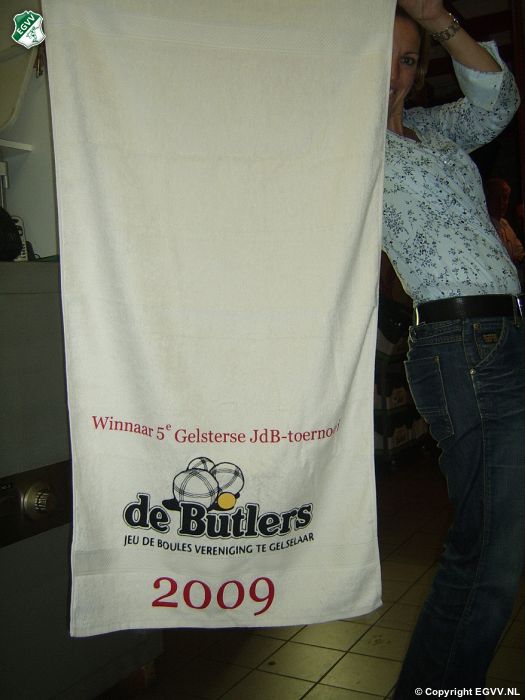 EGVV
Winnaar 5e Gelsterse JdB-toernooi
de Butlers
JEU DE BOULES VERENIGING TE GELSELAAR
2009
© Copyright EGVV.NL